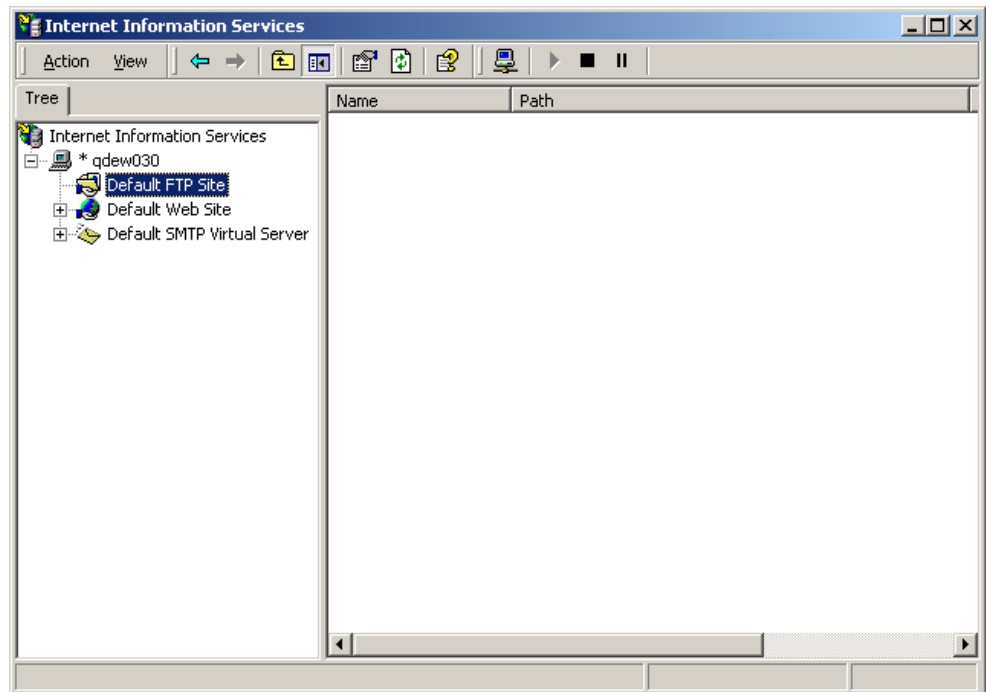 Internet Information Services
Action View
Tree
Name Path
Internet Information Services
* qdew030
Default FTP Site
Default Web Site
Default SMTP Virtual Server